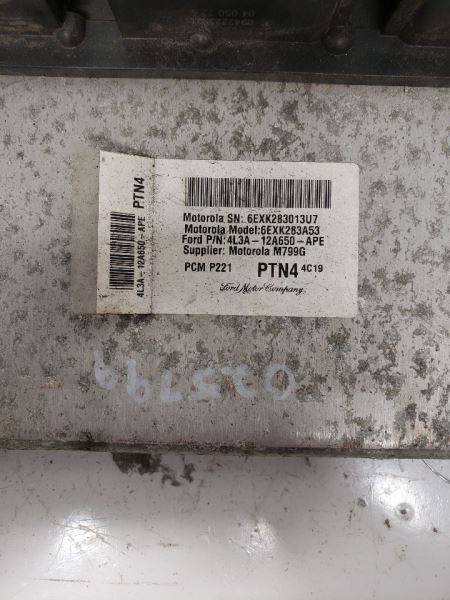 PTN4
4L3A-12A650-APE
Motorola SN: 6EXK283013U7
Motorola Model:6EXK283A53
Ford P/N:4L3A-12A650-APE
Supplier: Motorola M799G
PCM P221 PTN4 4C19
Ford Motor Company,
025799